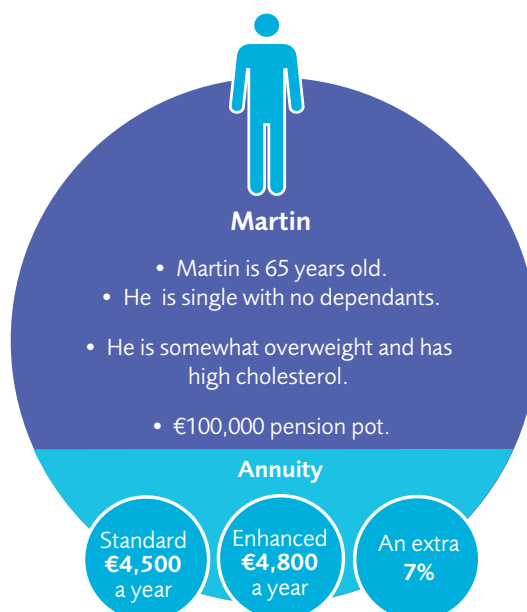 Martin
• Martin is 65 years old.
• He is single with no dependants.
• He is somewhat overweight and has
high cholesterol.
• €100,000 pension pot.
Annuity
Standard
€4,500
a year
Enhanced
€4,800
a year
An extra
7%